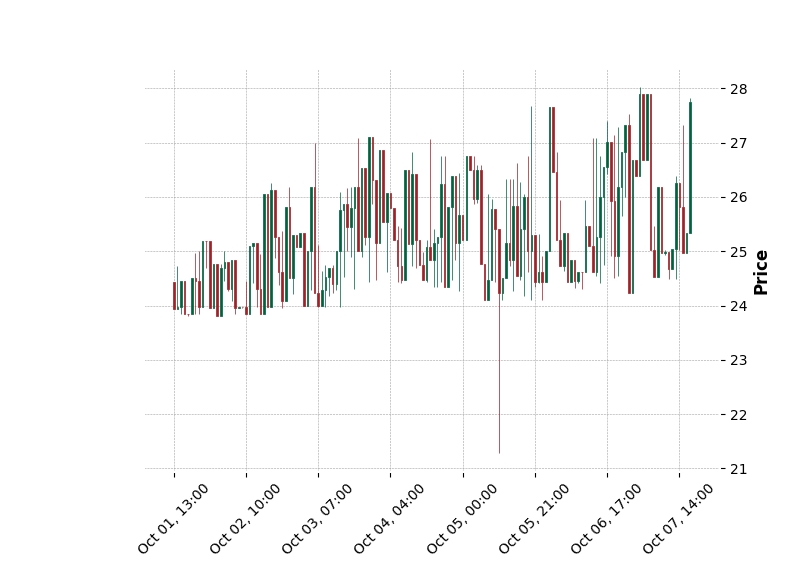 28
27
26
25
24
23
22
21
Price
Oct 01, 13:00
Oct 02, 10:00
Oct 03, 07:00
Oct 04, 04:00
Oct 05, 00:00
Oct 05, 21:00
Oct 06, 17:00
Oct 07, 14:00